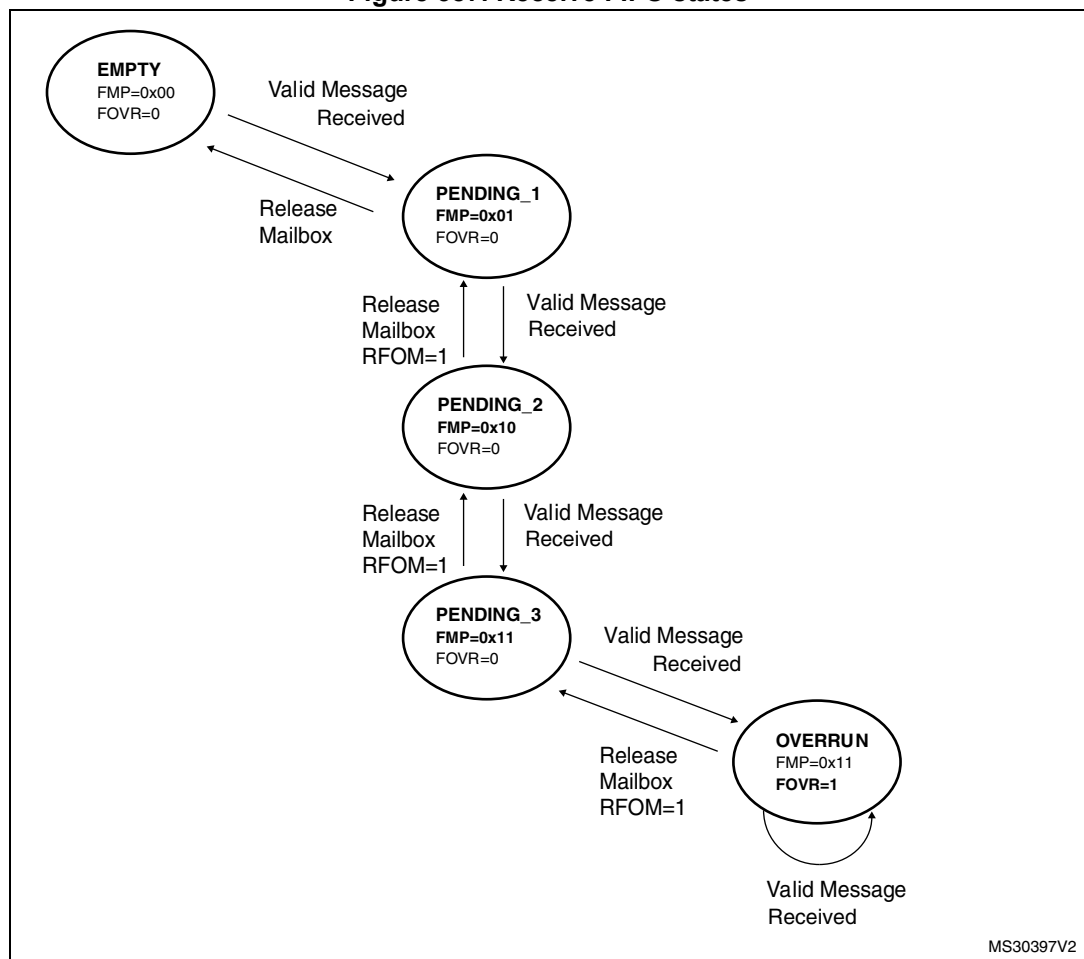 EMPTY
FMP=0x00
FOVR=0
Valid Message
Received
Release
Mailbox
PENDING_1
FMP=0x01
FOVR=0
Release
Mailbox
RFOM=1
Valid Message
Received
PENDING_2
FMP=0x10
FOVR=0
Release
Mailbox
RFOM=1
Valid Message
Received
PENDING_3
FMP=0x11
FOVR=0
Valid Message
Received
Release
Mailbox
RFOM=1
OVERRUN
FMP=0x11
FOVR=1
Valid Message
Received
MS30397V2